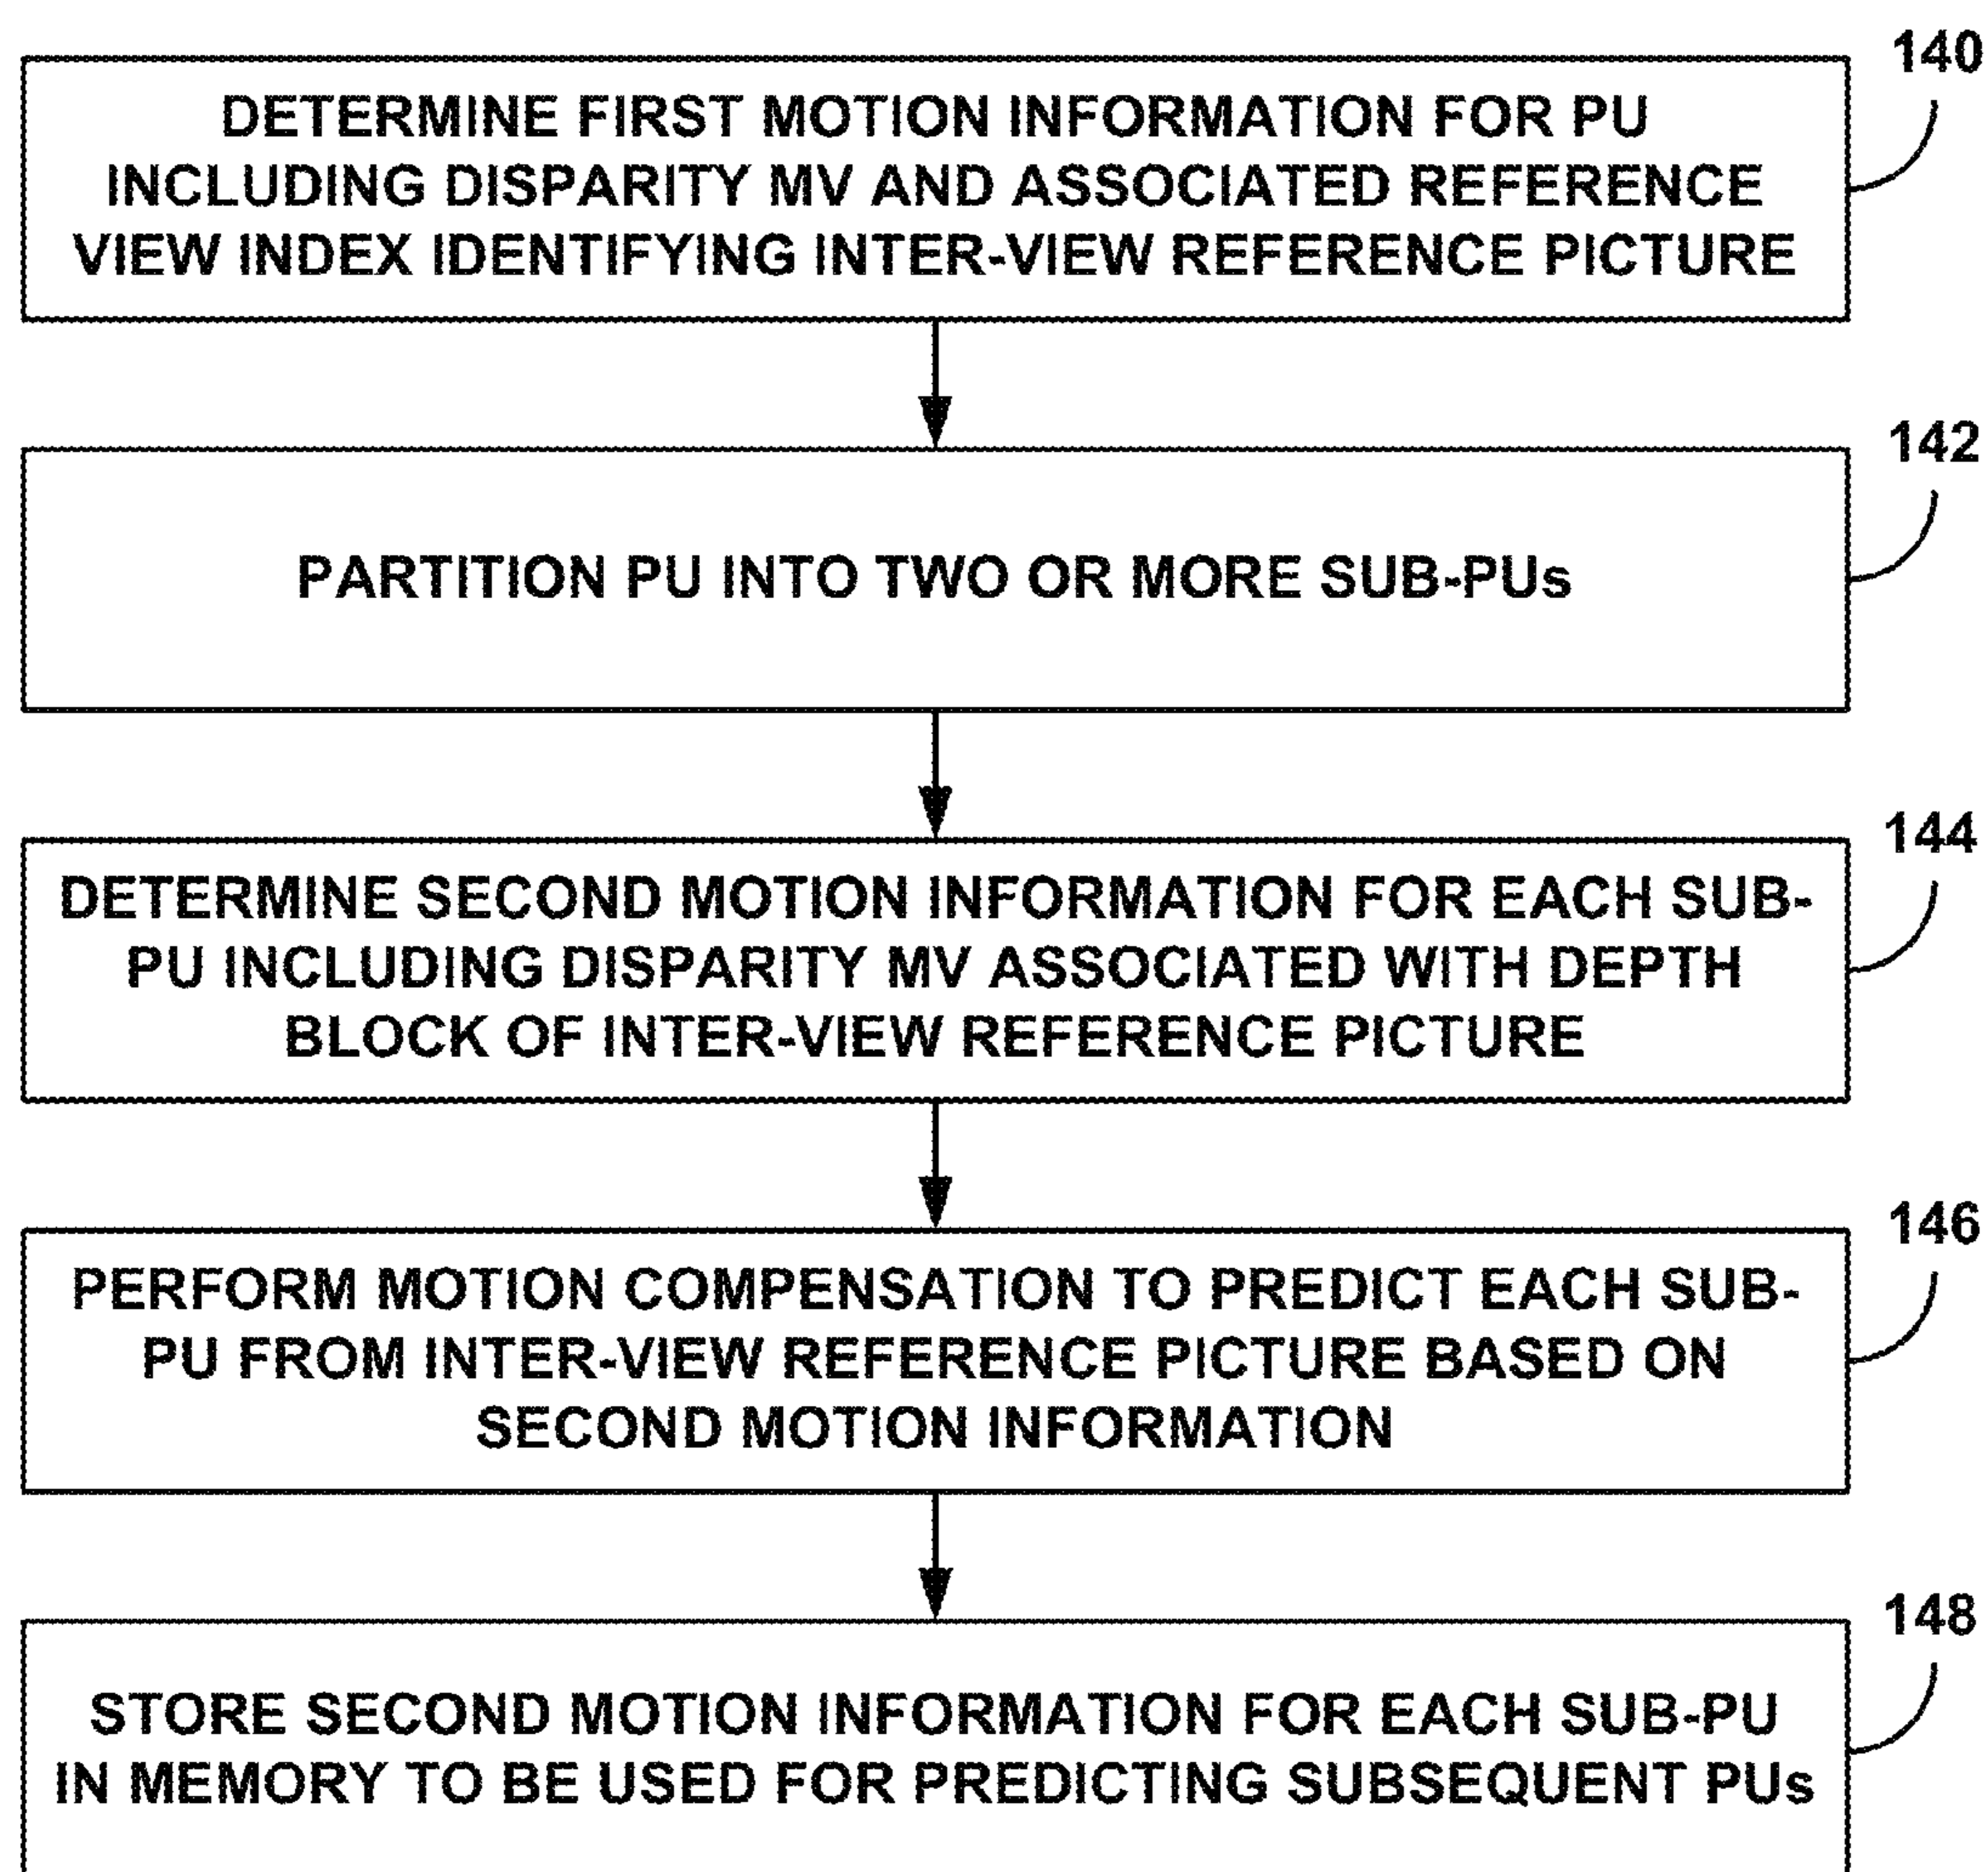 140
DETERMINE FIRST MOTION INFORMATION FOR PU
INCLUDING DISPARITY MV AND ASSOCIATED REFERENCE
VIEW INDEX IDENTIFYING INTER-VIEW REFERENCE PICTURE
142
PARTITION PU INTO TWO OR MORE SUB-PUs
144
DETERMINE SECOND MOTION INFORMATION FOR EACH SUB-
PU INCLUDING DISPARITY MV ASSOCIATED WITH DEPTH
BLOCK OF INTER-VIEW REFERENCE PICTURE
146
PERFORM MOTION COMPENSATION TO PREDICT EACH SUB-
PU FROM INTER-VIEW REFERENCE PICTURE BASED ON
SECOND MOTION INFORMATION
148
STORE SECOND MOTION INFORMATION FOR EACH SUB-PU
IN MEMORY TO BE USED FOR PREDICTING SUBSEQUENT PUs